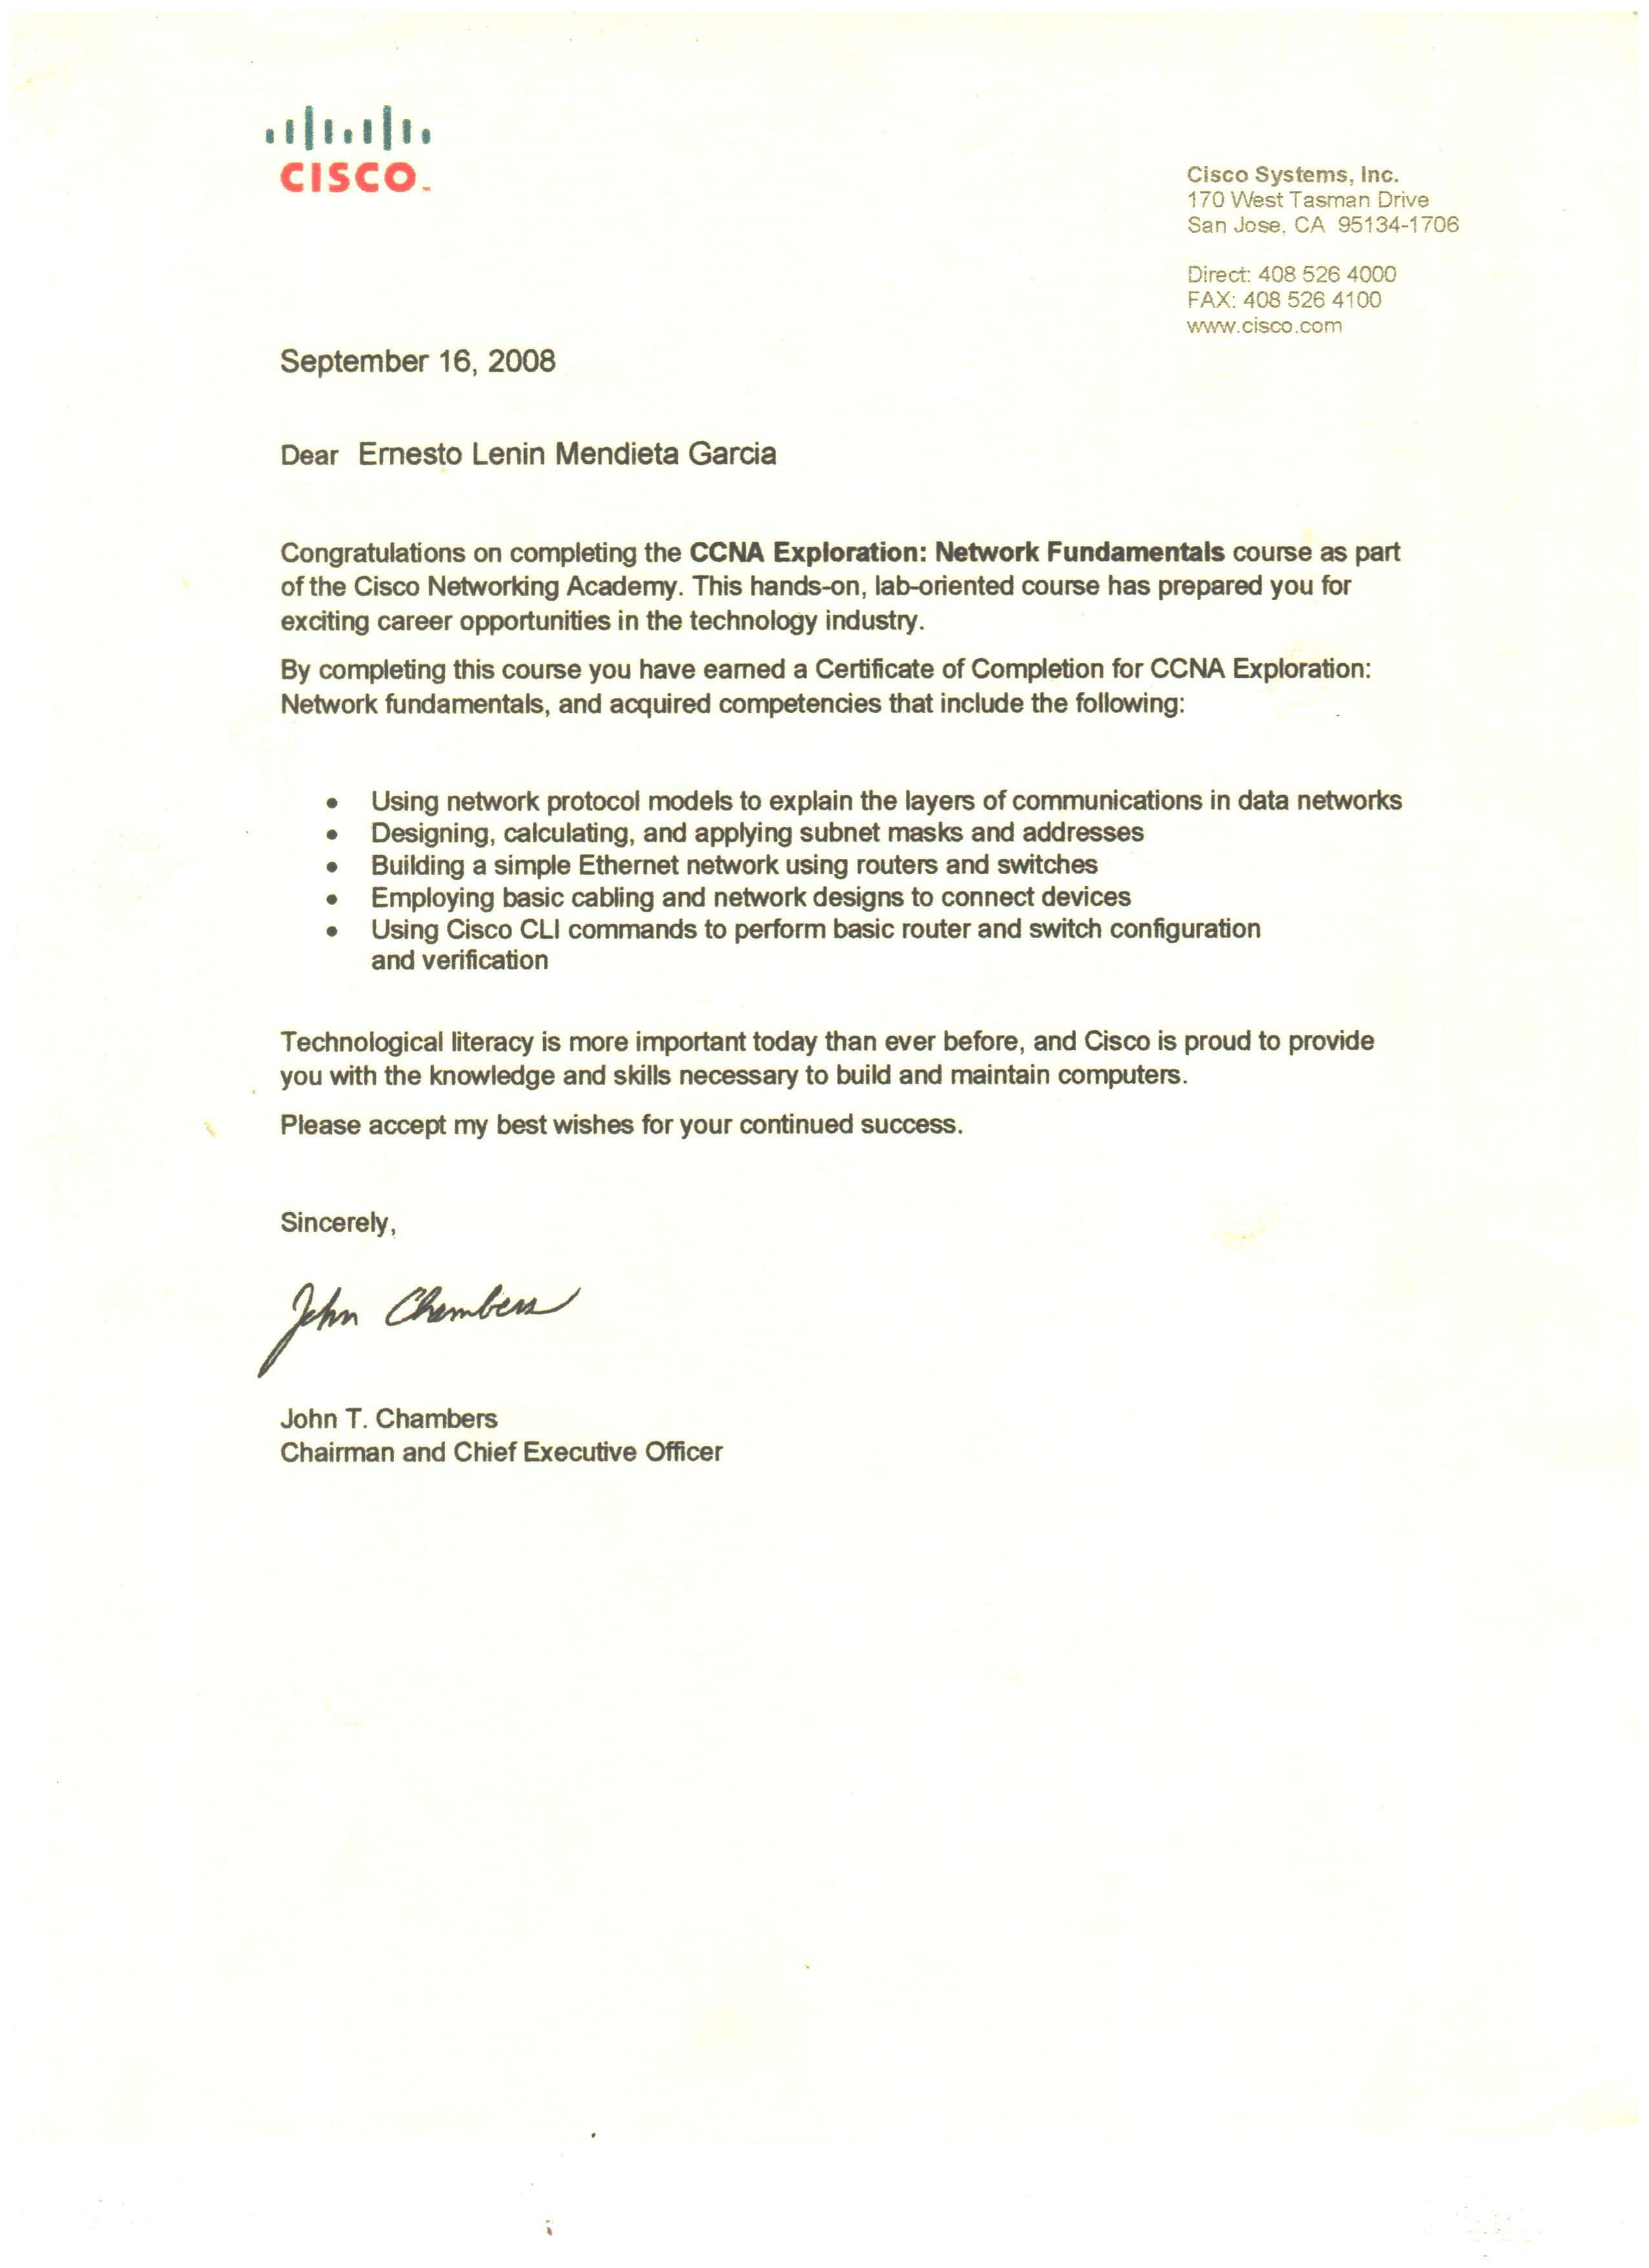 CISCO™
Cisco Systems, Inc.
170 West Tasman Drive
San Jose, CA 95134-1706
Direct: 408 526 4000
FAX: 408 526 4100
www.cisco.com
September 16, 2008
Dear Ernesto Lenin Mendieta Garcia
Congratulations on completing the CCNA Exploration: Network Fundamentals course as part
of the Cisco Networking Academy. This hands-on, lab-oriented course has prepared you for
exciting career opportunities in the technology industry.
By completing this course you have earned a Certificate of Completion for CCNA Exploration:
Network fundamentals, and acquired competencies that include the following:
• Using network protocol models to explain the layers of communications in data networks
• Designing, calculating, and applying subnet masks and addresses
• Building a simple Ethernet network using routers and switches
• Employing basic cabling and network designs to connect devices
• Using Cisco CLI commands to perform basic router and switch configuration
and verification
Technological literacy is more important today than ever before, and Cisco is proud to provide
you with the knowledge and skills necessary to build and maintain computers.
Please accept my best wishes for your continued success.
Sincerely,
John Chambers
John T. Chambers
Chairman and Chief Executive Officer